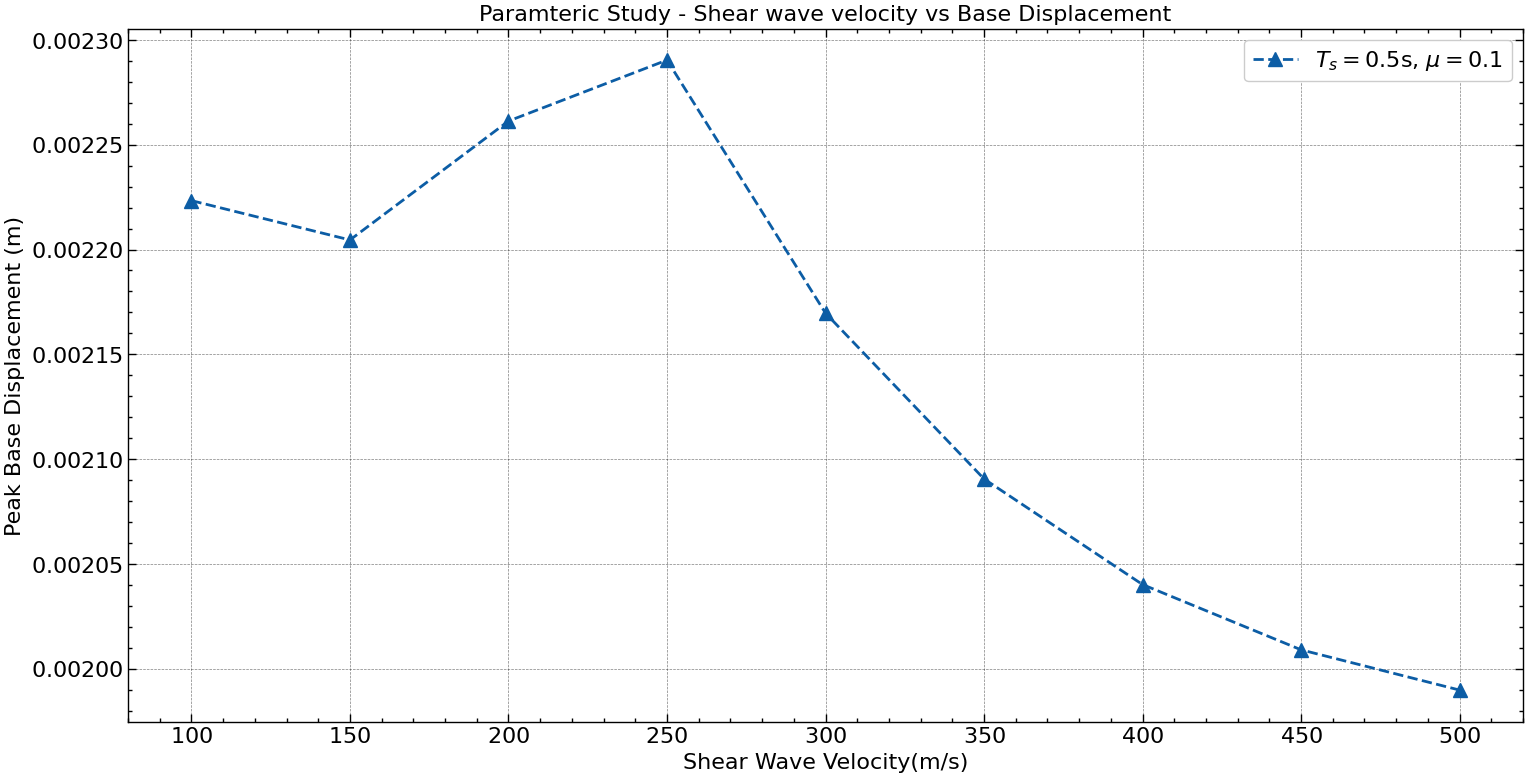 Paramteric Study - Shear wave velocity vs Base Displacement
T_s = 0.5s, μ = 0.1
Peak Base Displacement (m)
0.00230
0.00225
0.00220
0.00215
0.00210
0.00205
0.00200
100 150 200 250 300 350 400 450 500
Shear Wave Velocity(m/s)